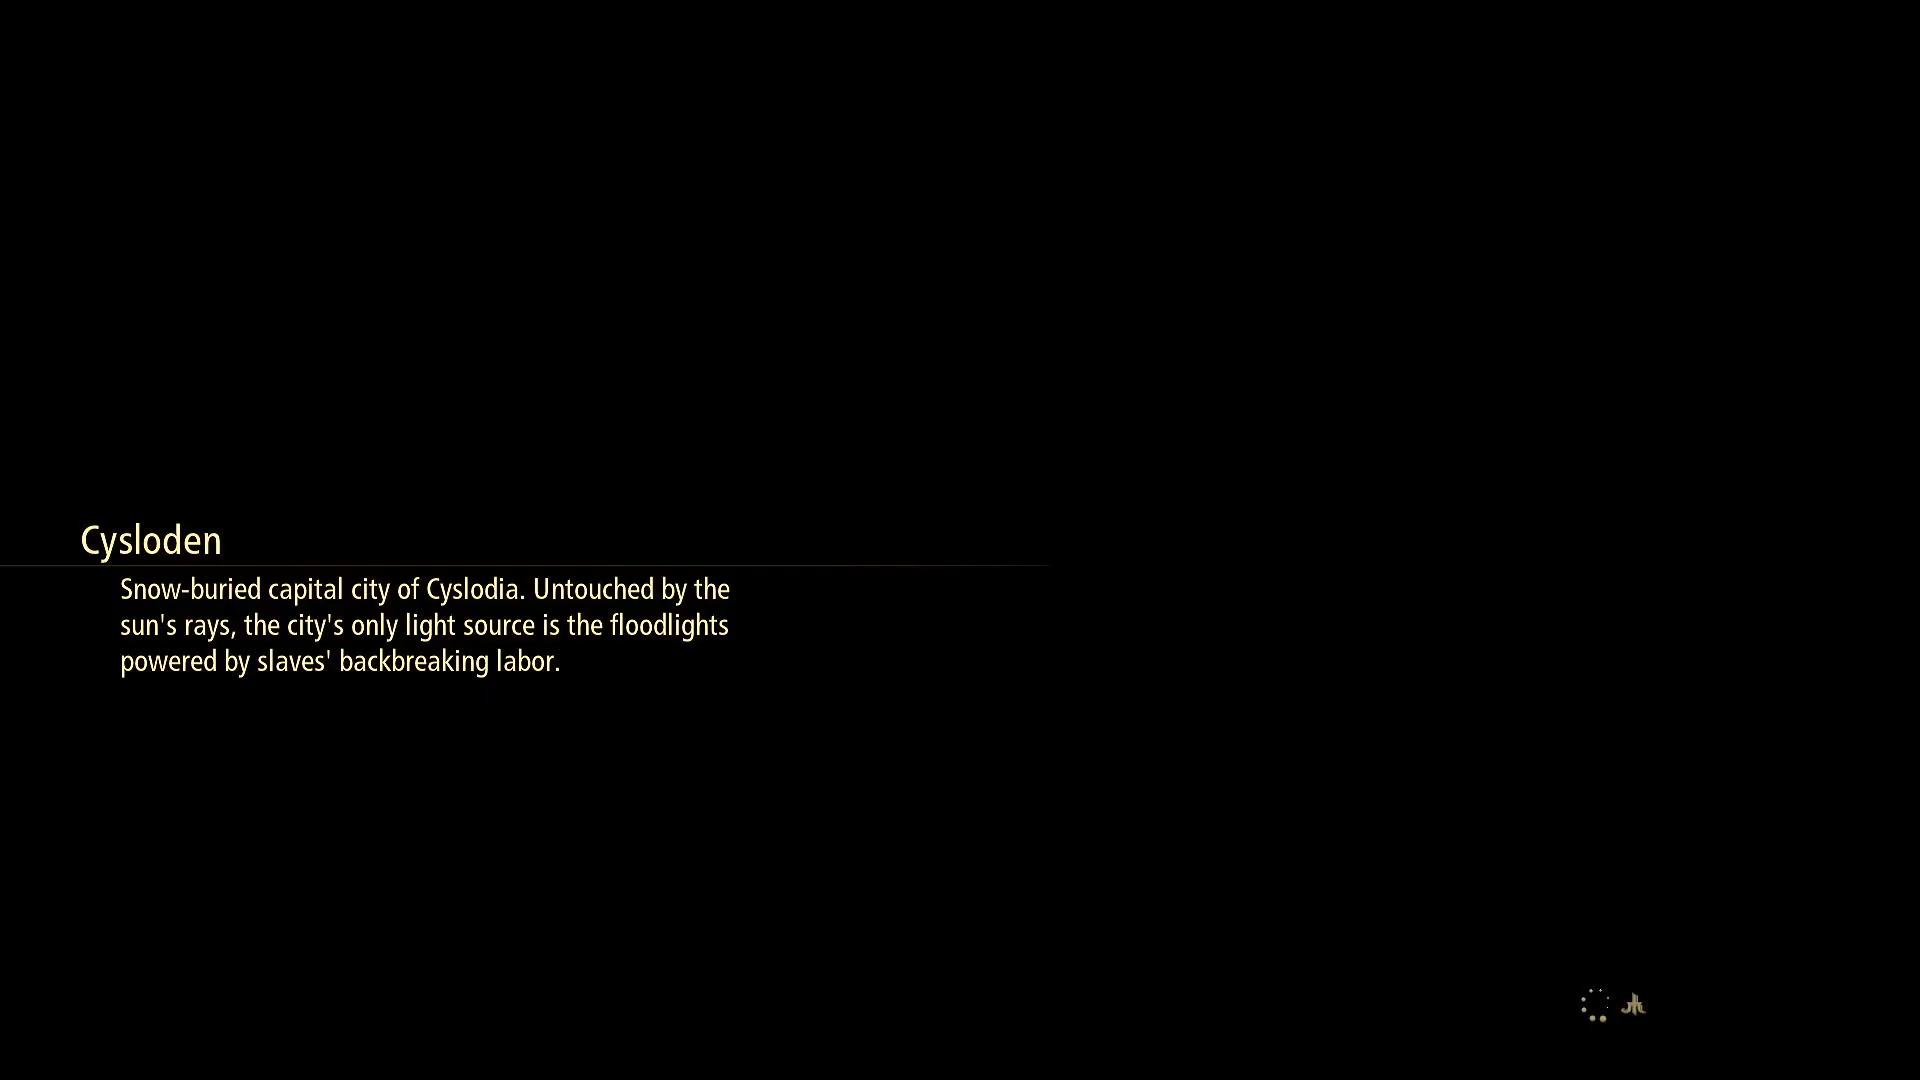 Cysloden
Snow-buried capital city of Cyslodia. Untouched by the
sun's rays, the city's only light source is the floodlights
powered by slaves' backbreaking labor.